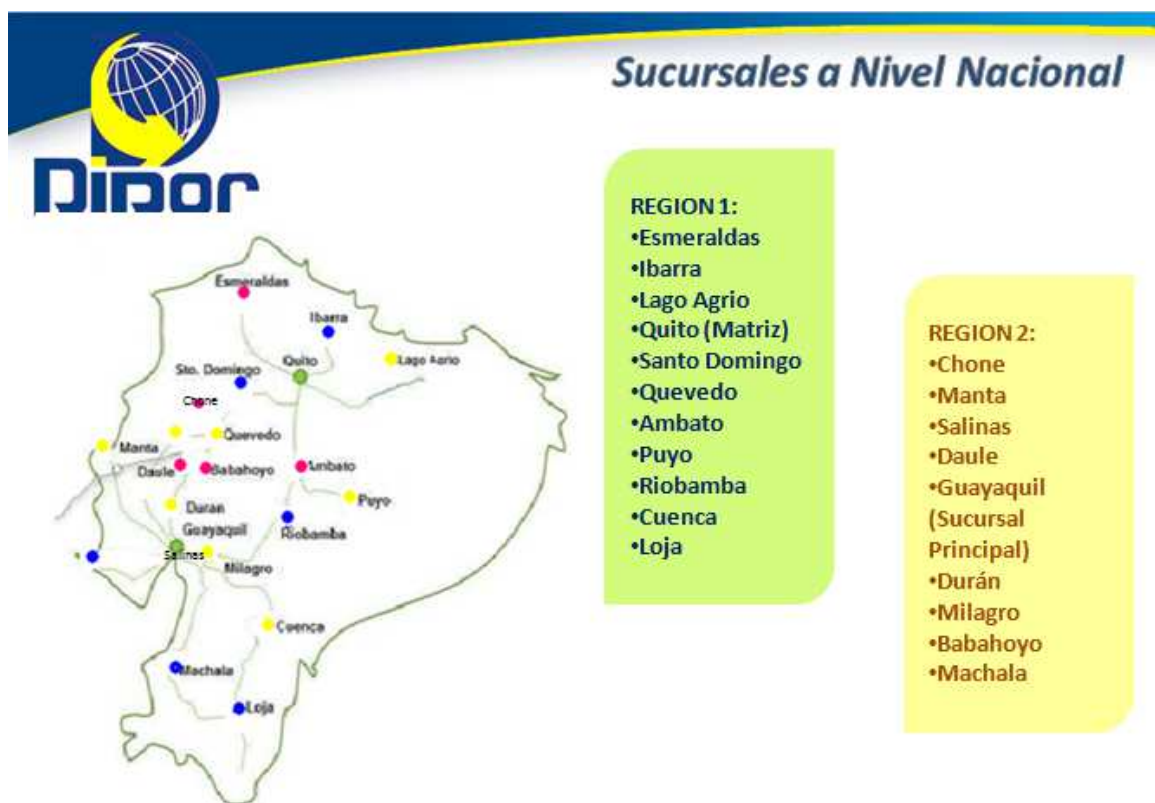 Sucursales a Nivel Nacional
Dipor
REGION 1:
•Esmeraldas
•Ibarra
•Lago Agrio
•Quito (Matriz)
•Santo Domingo
•Quevedo
•Ambato
•Puyo
•Riobamba
•Cuenca
•Loja
REGION 2:
•Chone
•Manta
•Salinas
•Daule
•Guayaquil
(Sucursal
Principal)
•Durán
•Milagro
•Babahoyo
•Machala
Esmeraldas
Ibarra
Quito
Lago Agrio
Sto. Domingo
Chone
Quevedo
Manta
Daule
Babahoyo
Ambato
Puyo
Duran
Guayaquil
Riobamba
Salinas
Milagro
Cuenca
Machala
Loja